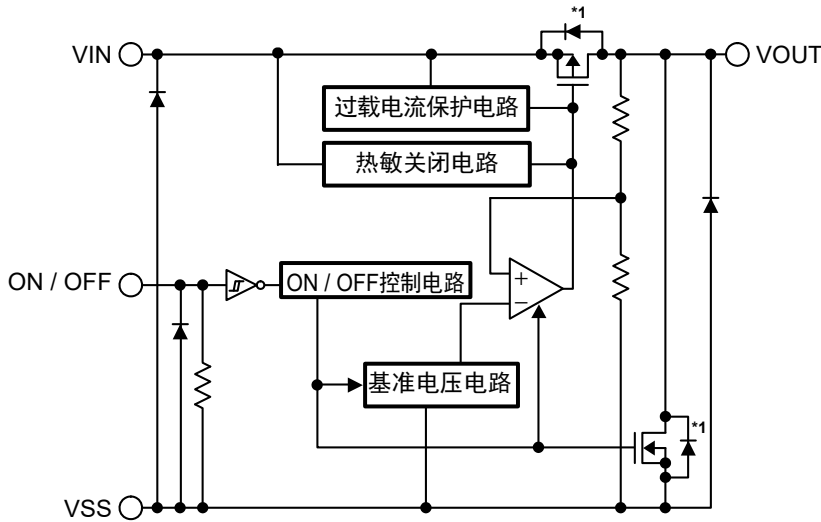 *1
VIN
VOUT
过载电流保护电路
热敏关闭电路
ON / OFF
ON / OFF控制电路
+
−
基准电压电路
*1
VSS